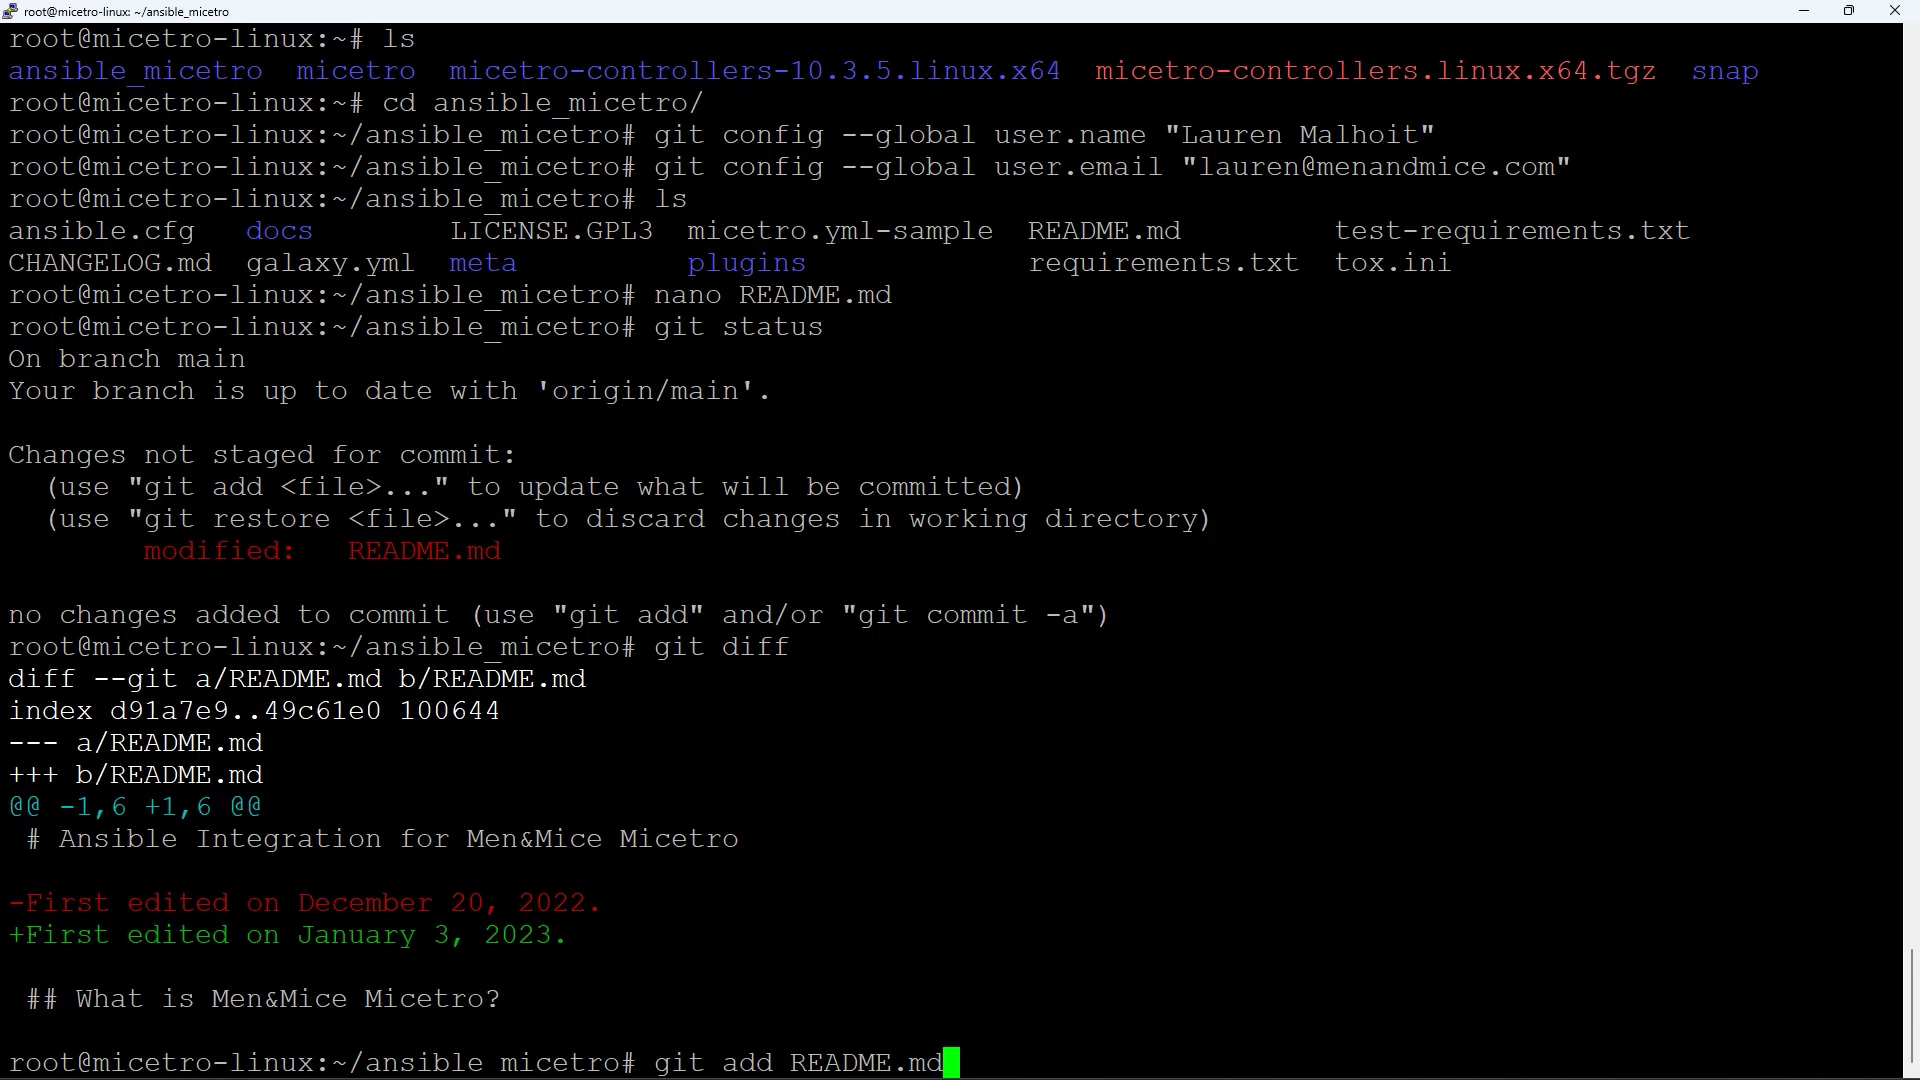 root@micetro-linux: ~/ansible_micetro
root@micetro-linux:~# ls
ansible_micetro  micetro  micetro-controllers-10.3.5.linux.x64  micetro-controllers.linux.x64.tgz  snap
root@micetro-linux:~# cd ansible_micetro/
root@micetro-linux:~/ansible_micetro# git config --global user.name "Lauren Malhoit"
root@micetro-linux:~/ansible_micetro# git config --global user.email "lauren@menandmice.com"
root@micetro-linux:~/ansible_micetro# ls
ansible.cfg   docs        LICENSE.GPL3  micetro.yml-sample  README.md         test-requirements.txt
CHANGELOG.md  galaxy.yml  meta          plugins             requirements.txt  tox.ini
root@micetro-linux:~/ansible_micetro# nano README.md
root@micetro-linux:~/ansible_micetro# git status
On branch main
Your branch is up to date with 'origin/main'.
Changes not staged for commit:
  (use "git add <file>..." to update what will be committed)
  (use "git restore <file>..." to discard changes in working directory)
        modified:   README.md
no changes added to commit (use "git add" and/or "git commit -a")
root@micetro-linux:~/ansible_micetro# git diff
diff --git a/README.md b/README.md
index d91a7e9..49c61e0 100644
--- a/README.md
+++ b/README.md
@@ -1,6 +1,6 @@
 # Ansible Integration for Men&Mice Micetro
-First edited on December 20, 2022.
+First edited on January 3, 2023.
 ## What is Men&Mice Micetro?
root@micetro-linux:~/ansible_micetro# git add README.md